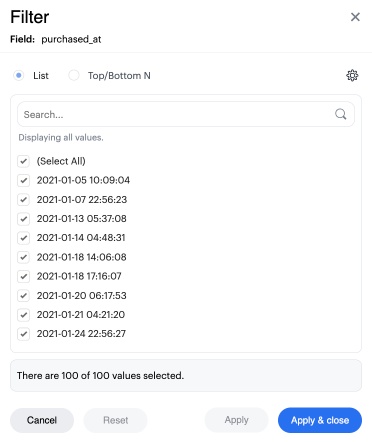 Filter
Field: purchased_at
List Top/Bottom N
Search...
Displaying all values.
(Select All)
2021-01-05 10:09:04
2021-01-07 22:56:23
2021-01-13 05:37:08
2021-01-14 04:48:31
2021-01-18 14:06:08
2021-01-18 17:16:07
2021-01-20 06:17:53
2021-01-21 04:21:20
2021-01-24 22:56:27
There are 100 of 100 values selected.
Cancel Reset Apply Apply & close